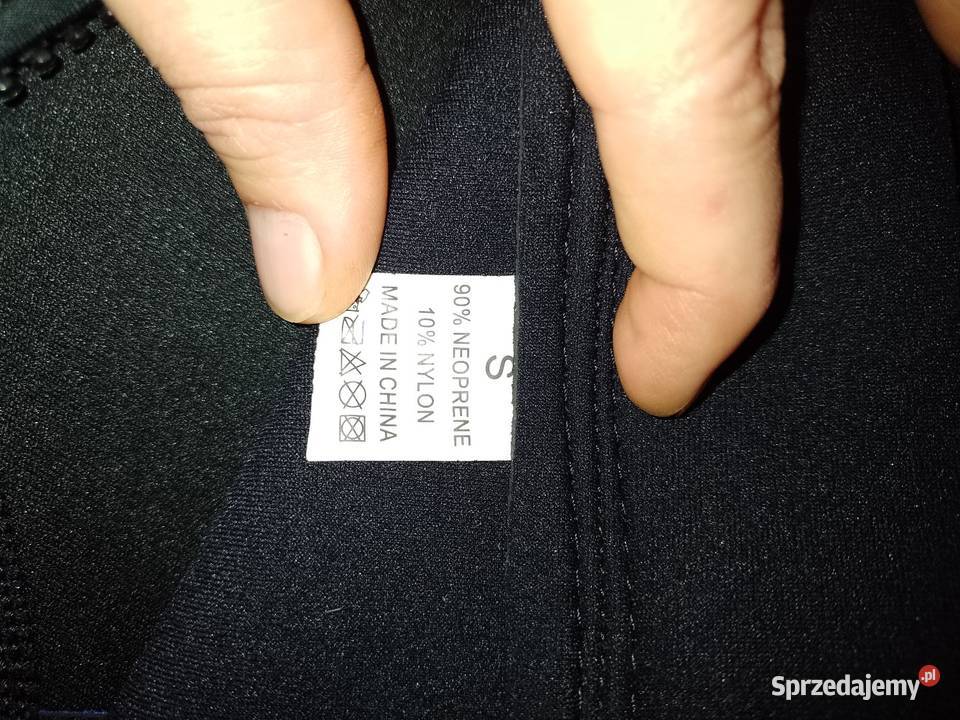 S
90% NEOPRENE
10% NYLON
MADE IN CHINA
Sprzedajemy.pl